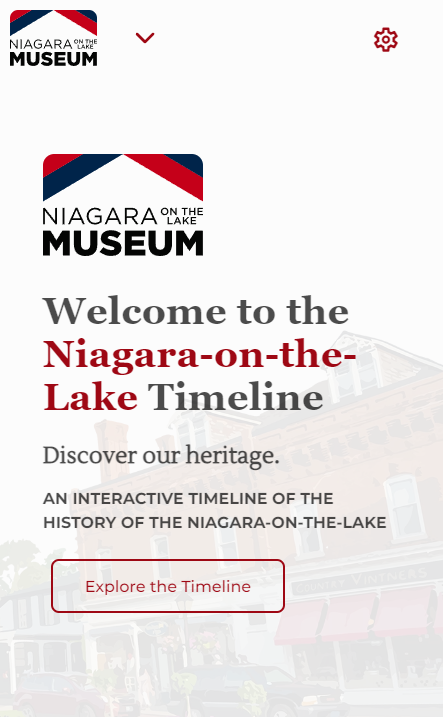 NIAGARA ON THE LAKE
MUSEUM
NIAGARA ON THE LAKE
MUSEUM
Welcome to the
Niagara-on-the-
Lake Timeline
Discover our heritage.
AN INTERACTIVE TIMELINE OF THE
HISTORY OF THE NIAGARA-ON-THE-LAKE
Explore the Timeline